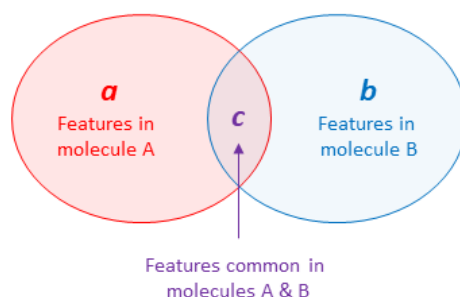 a
Features in
molecule A
c
b
Features in
molecule B
Features common in
molecules A & B